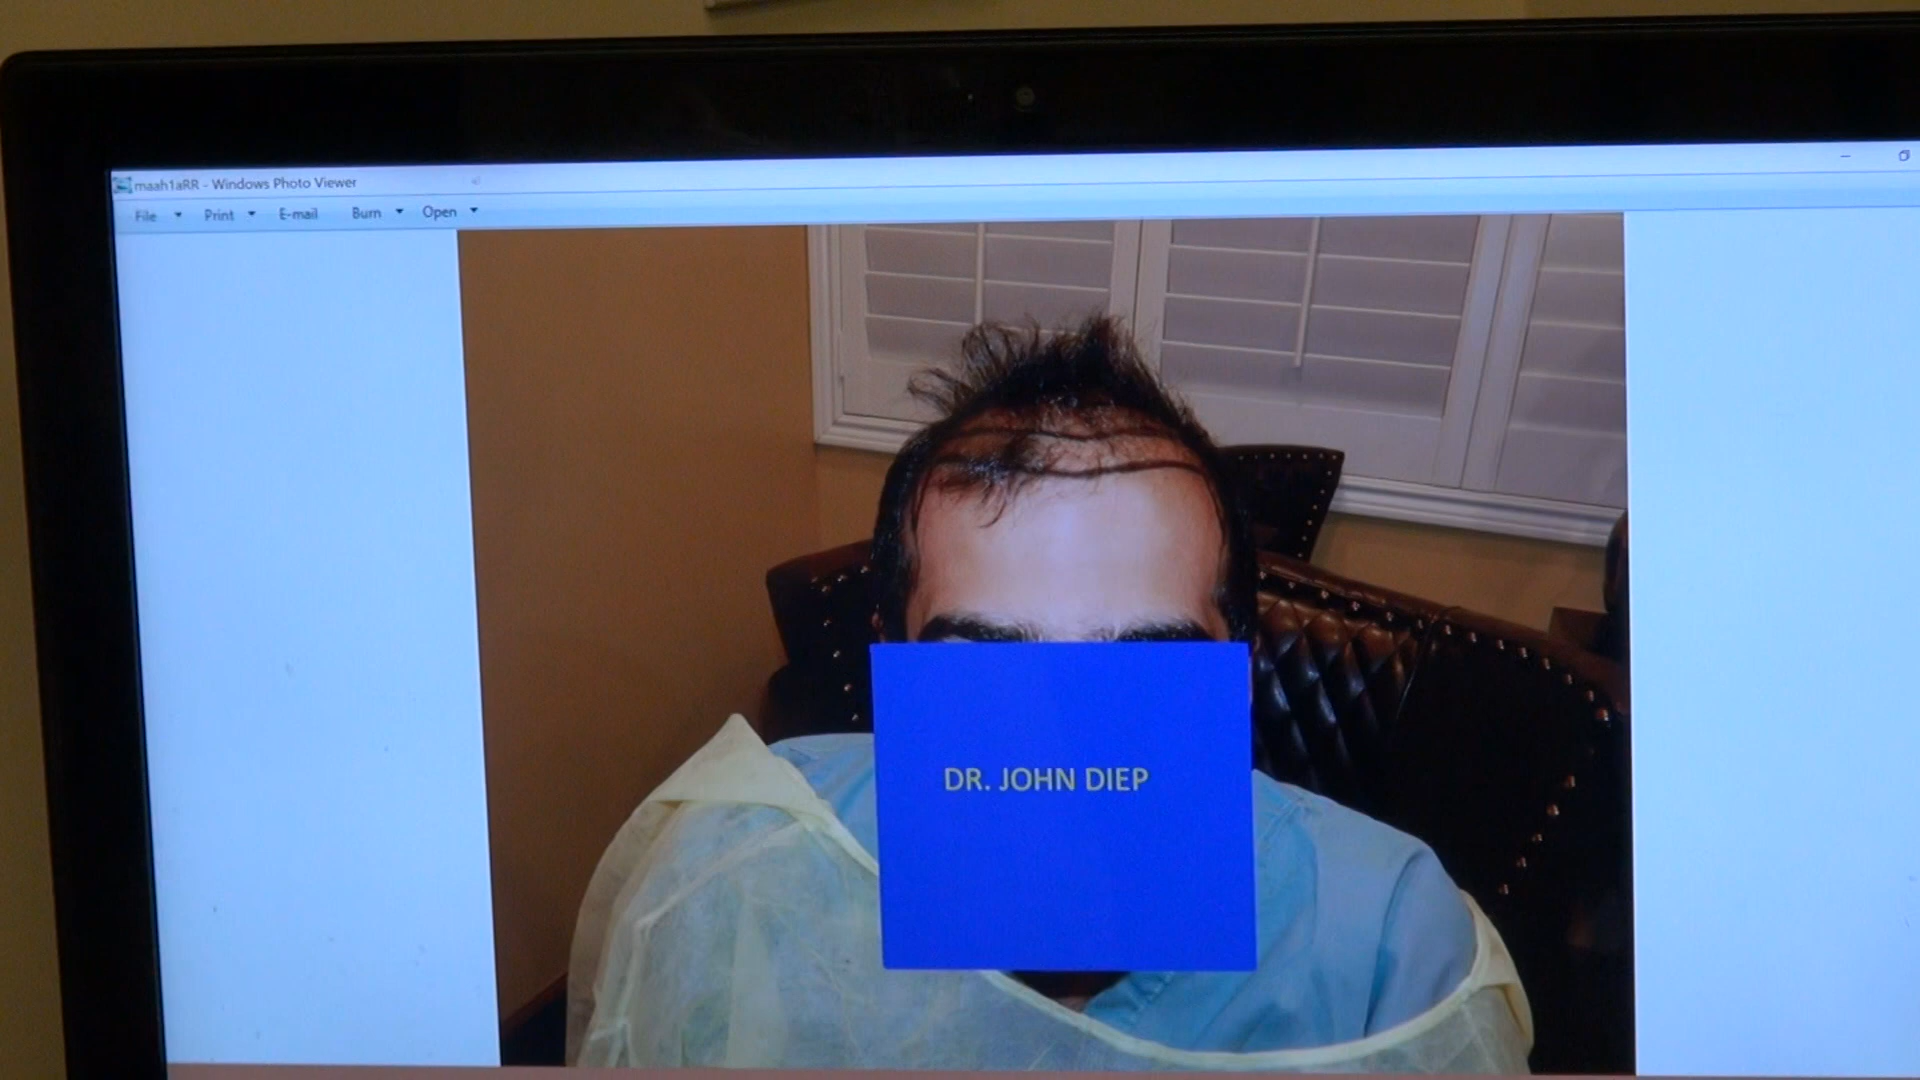 maah1aRR - Windows Photo Viewer
File Print E-mail Burn Open
DR. JOHN DIEP